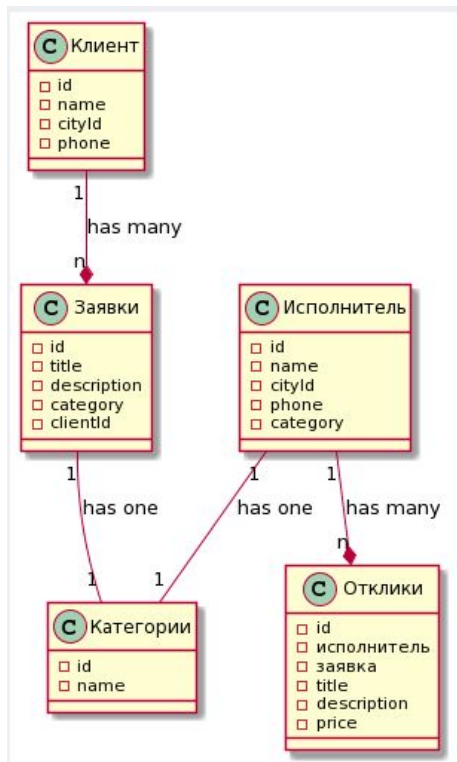 C Клиент
id
name
cityId
phone
1
has many
n
C Заявки
id
title
description
category
clientId
C Исполнитель
id
name
cityId
phone
category
1
has one
1
1
has one
1
1
has many
n
C Категории
id
name
C Отклики
id
исполнитель
заявка
title
description
price